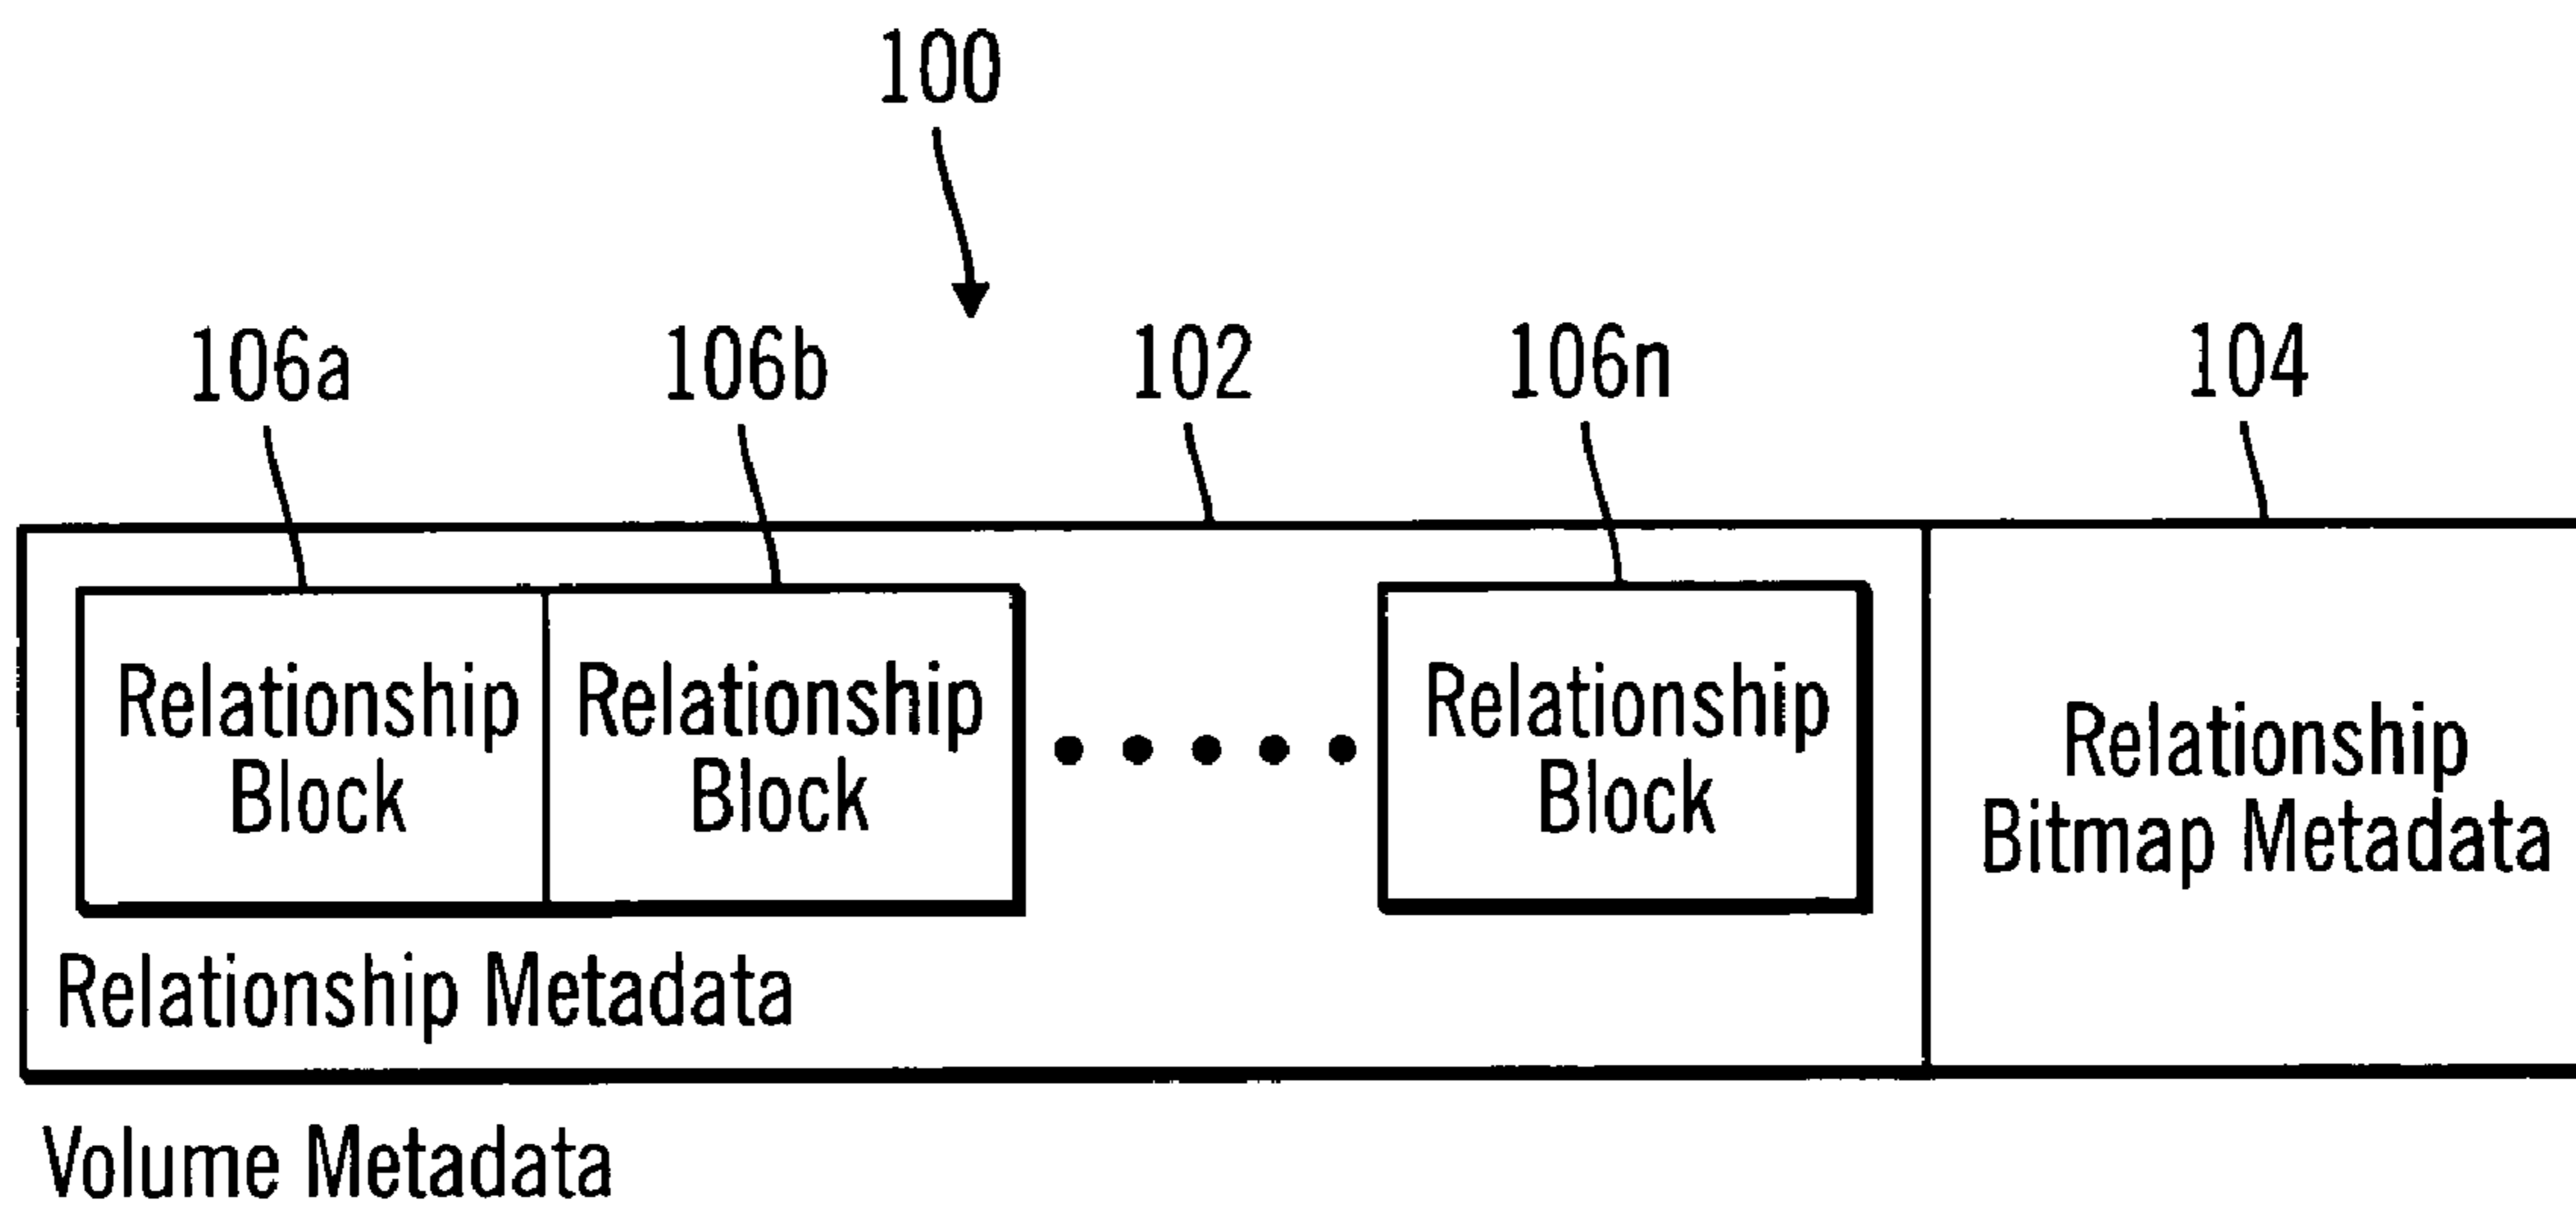 100
106a 106b 102 106n 104
Relationship Relationship Relationship Relationship
Block Block Block Bitmap Metadata
Relationship Metadata
Volume Metadata